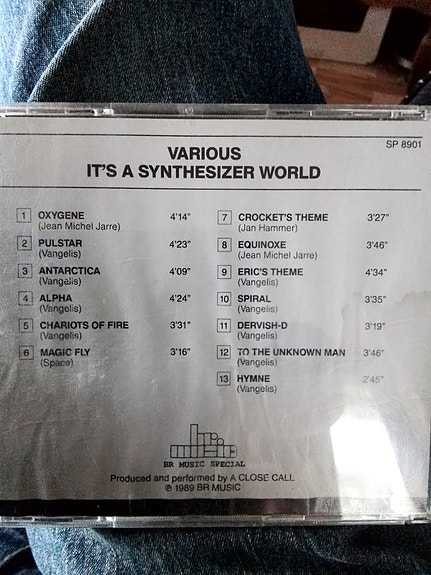 SP 8901
VARIOUS
IT'S A SYNTHESIZER WORLD
1 OXYGENE 4'14"
(Jean Michel Jarre)
2 PULSTAR 4'23"
(Vangelis)
3 ANTARCTICA 4'09"
(Vangelis)
4 ALPHA 4'24"
(Vangelis)
5 CHARIOTS OF FIRE 3'31"
(Vangelis)
6 MAGIC FLY 3'16"
(Space)
7 CROCKET'S THEME 3'27"
(Jan Hammer)
8 EQUINOXE 3'46"
(Jean Michel Jarre)
9 ERIC'S THEME 4'34"
(Vangelis)
10 SPIRAL 3'35"
(Vangelis)
11 DERVISH-D 3'19"
(Vangelis)
12 TO THE UNKNOWN MAN 3'46"
(Vangelis)
13 HYMNE 2'45"
(Vangelis)
BR MUSIC SPECIAL
Produced and performed by A CLOSE CALL
℗ 1989 BR MUSIC